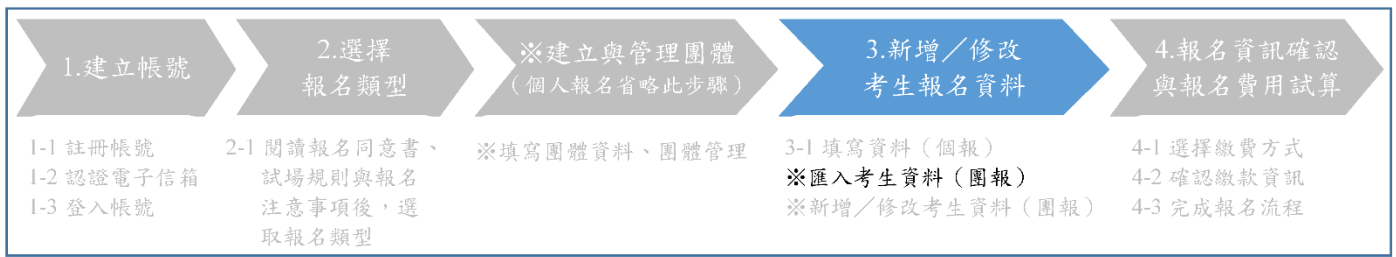 1.建立帳號
1-1 註冊帳號
1-2 認證電子信箱
1-3 登入帳號
2.選擇
報名類型
2-1 閱讀報名同意書、
試場規則與報名
注意事項後，選
取報名類型
※建立與管理團體
（個人報名省略此步驟）
※填寫團體資料、團體管理
3.新增／修改
考生報名資料
3-1 填寫資料（個報）
※匯入考生資料（團報）
※新增／修改考生資料（團報）
4.報名資訊確認
與報名費用試算
4-1 選擇繳費方式
4-2 確認繳款資訊
4-3 完成報名流程